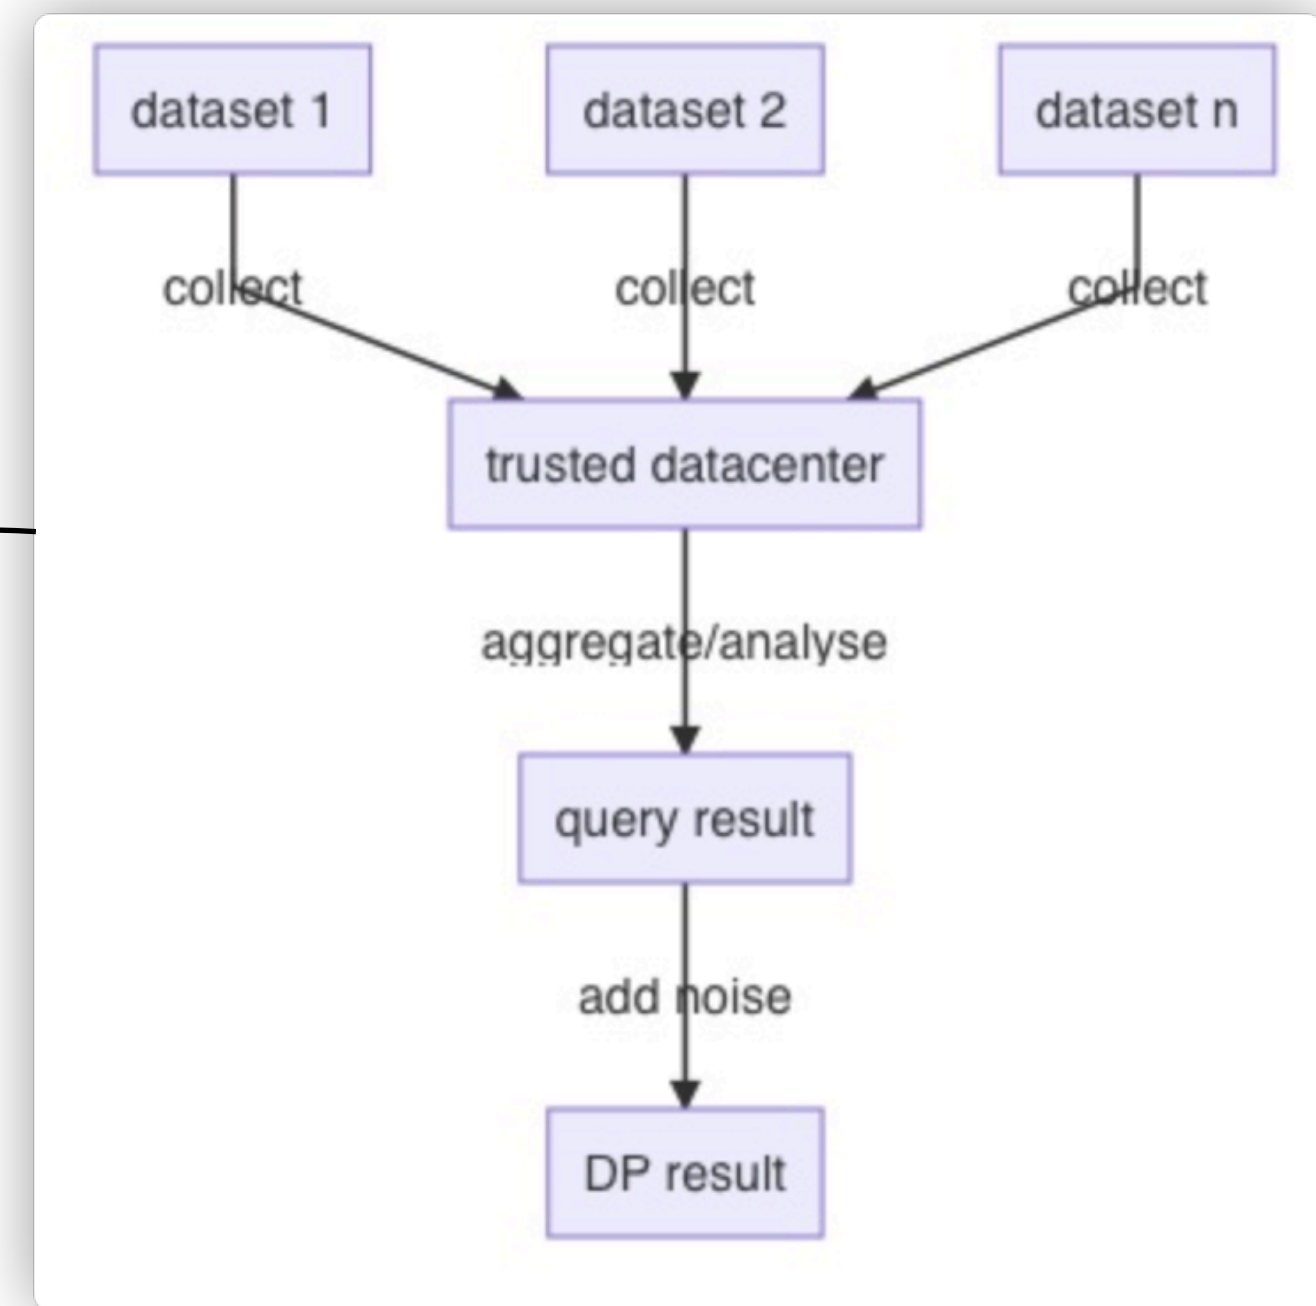 dataset 1
dataset 2
dataset n
collect
collect
collect
trusted datacenter
aggregate/analyse
query result
add noise
DP result